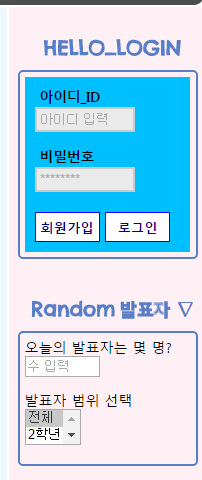 HELLO_LOGIN
아이디_ID
아이디 입력
비밀번호
********
회원가입 로그인
Random 발표자 ▽
오늘의 발표자는 몇 명?
수 입력
발표자 범위 선택
전체
2학년